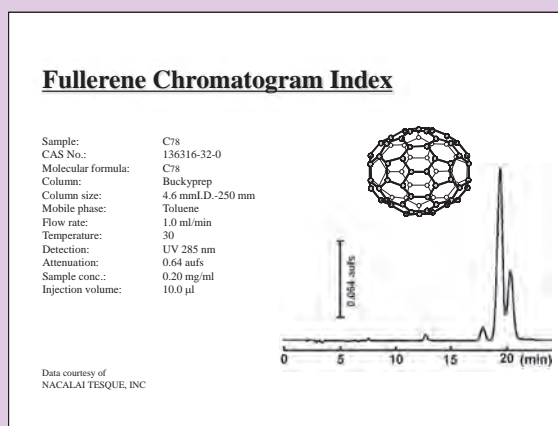 Fullerene Chromatogram Index
Sample: C78
CAS No.: 136316-32-0
Molecular formula: C78
Column: Buckyprep
Column size: 4.6 mmI.D.-250 mm
Mobile phase: Toluene
Flow rate: 1.0 ml/min
Temperature: 30
Detection: UV 285 nm
Attenuation: 0.64 aufs
Sample conc.: 0.20 mg/ml
Injection volume: 10.0 µl
0.064 aufs
0 5 10 15 20 (min)
Data courtesy of
NACALAI TESQUE, INC